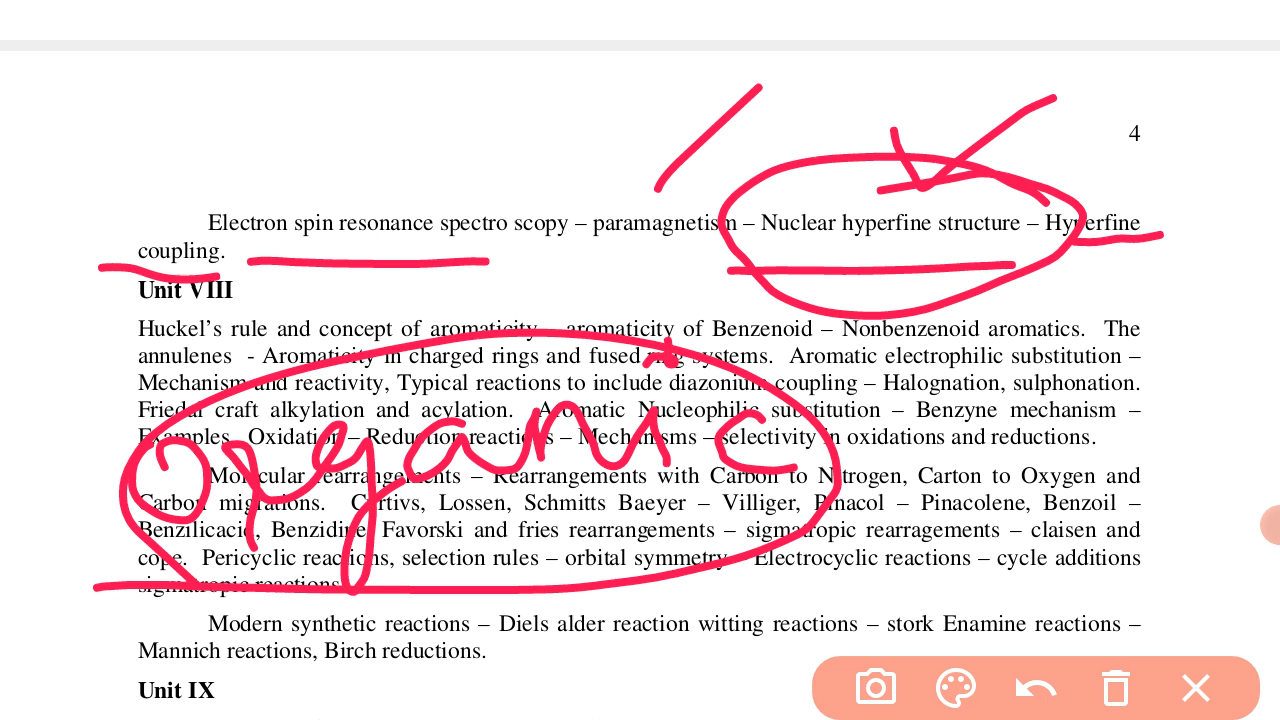 4
Electron spin resonance spectro scopy – paramagnetism – Nuclear hyperfine structure – Hyperfine
coupling.
Unit VIII
Huckel's rule and concept of aromaticity – aromaticity of Benzenoid – Nonbenzenoid aromatics. The
annulenes - Aromaticity in charged rings and fused ring systems. Aromatic electrophilic substitution –
Mechanism and reactivity, Typical reactions to include diazonium coupling – Halognation, sulphonation.
Friedal craft alkylation and acylation. Aromatic Nucleophilic substitution – Benzyne mechanism –
Examples. Oxidation – Reduction reactions – Mechanisms – selectivity in oxidations and reductions.
Organic
Molecular rearrangements – Rearrangements with Carbon to Nitrogen, Carton to Oxygen and
Carbon migrations. Curtivs, Lossen, Schmitts Baeyer – Villiger, Pinacol – Pinacolene, Benzoil –
Benzilicacid, Benzidine, Favorski and fries rearrangements – sigmatropic rearragements – claisen and
cope. Pericyclic reactions, selection rules – orbital symmetry – Electrocyclic reactions – cycle additions
sigmatropic reactions.
Modern synthetic reactions – Diels alder reaction witting reactions – stork Enamine reactions –
Mannich reactions, Birch reductions.
Unit IX